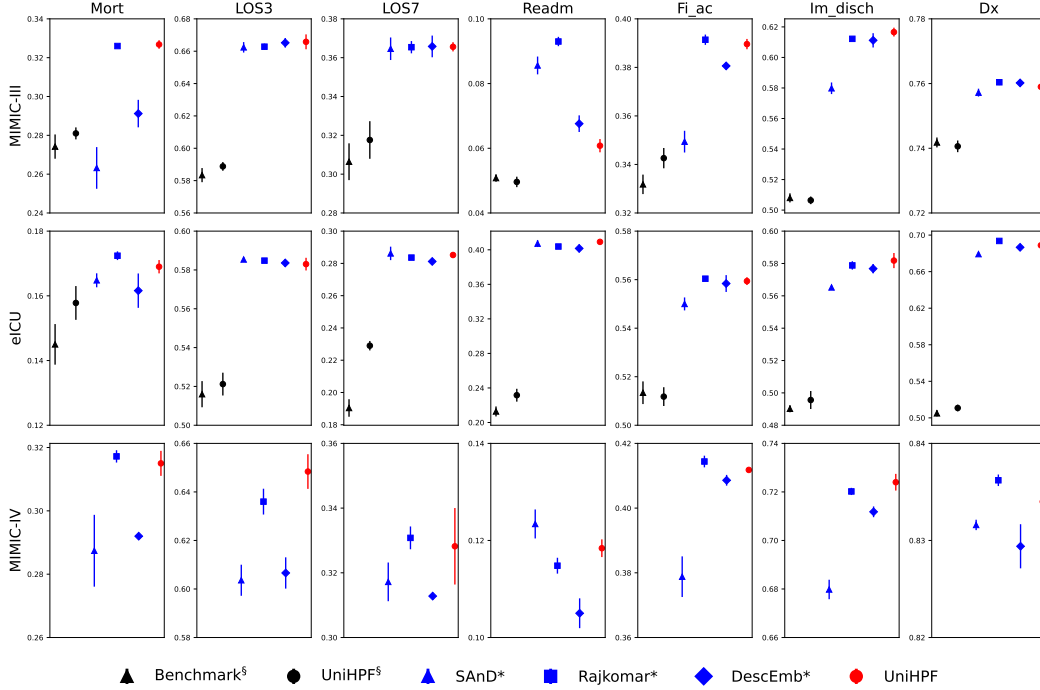 Mort LOS3 LOS7 Readm Fi_ac Im_disch Dx
MIMIC-III
0.34 0.32 0.30 0.28 0.26 0.24
0.68 0.66 0.64 0.62 0.60 0.58 0.56
0.38 0.36 0.34 0.32 0.30 0.28
0.10 0.08 0.06 0.04
0.40 0.38 0.36 0.34 0.32
0.62 0.60 0.58 0.56 0.54 0.52 0.50
0.78 0.76 0.74 0.72
eICU
0.18 0.16 0.14 0.12
0.60 0.58 0.56 0.54 0.52 0.50
0.30 0.28 0.26 0.24 0.22 0.20 0.18
0.40 0.36 0.32 0.28 0.24 0.20
0.58 0.56 0.54 0.52 0.50
0.60 0.58 0.56 0.54 0.52 0.50 0.48
0.70 0.66 0.62 0.58 0.54 0.50
MIMIC-IV
0.32 0.30 0.28 0.26
0.66 0.64 0.62 0.60 0.58
0.36 0.34 0.32 0.30
0.14 0.12 0.10
0.42 0.40 0.38 0.36
0.74 0.72 0.70 0.68 0.66
0.84 0.83 0.82
Benchmark§ UniHPF§ SAnD* Rajkomar* DescEmb* UniHPF